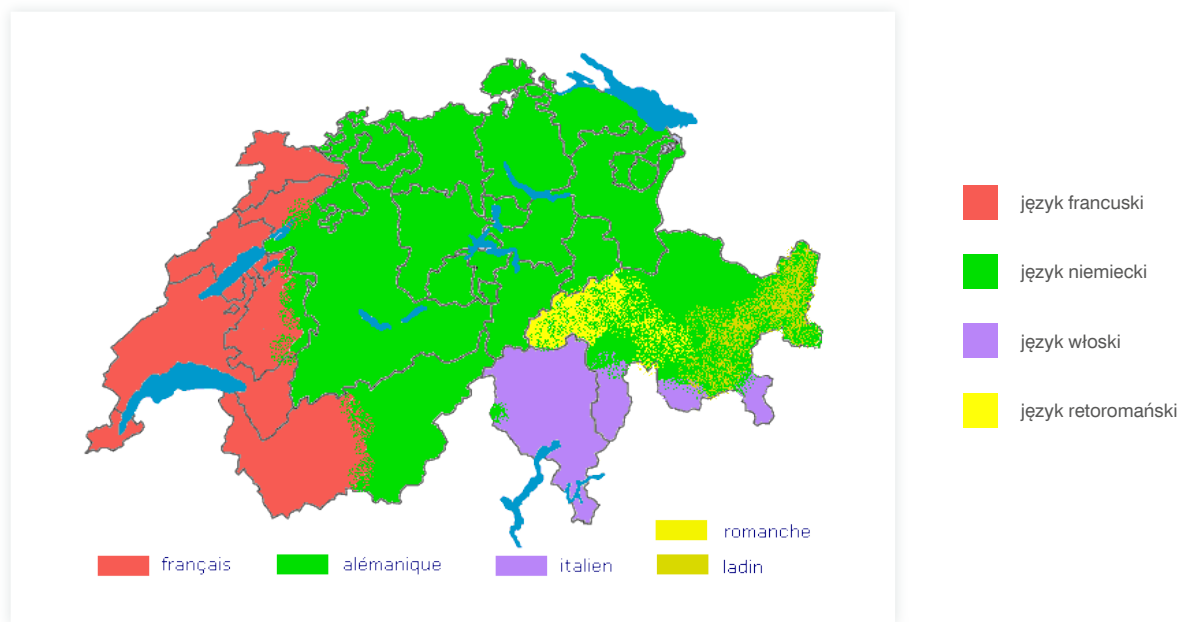 język francuski
język niemiecki
język włoski
język retoromański
romanche
français alémanique italien ladin